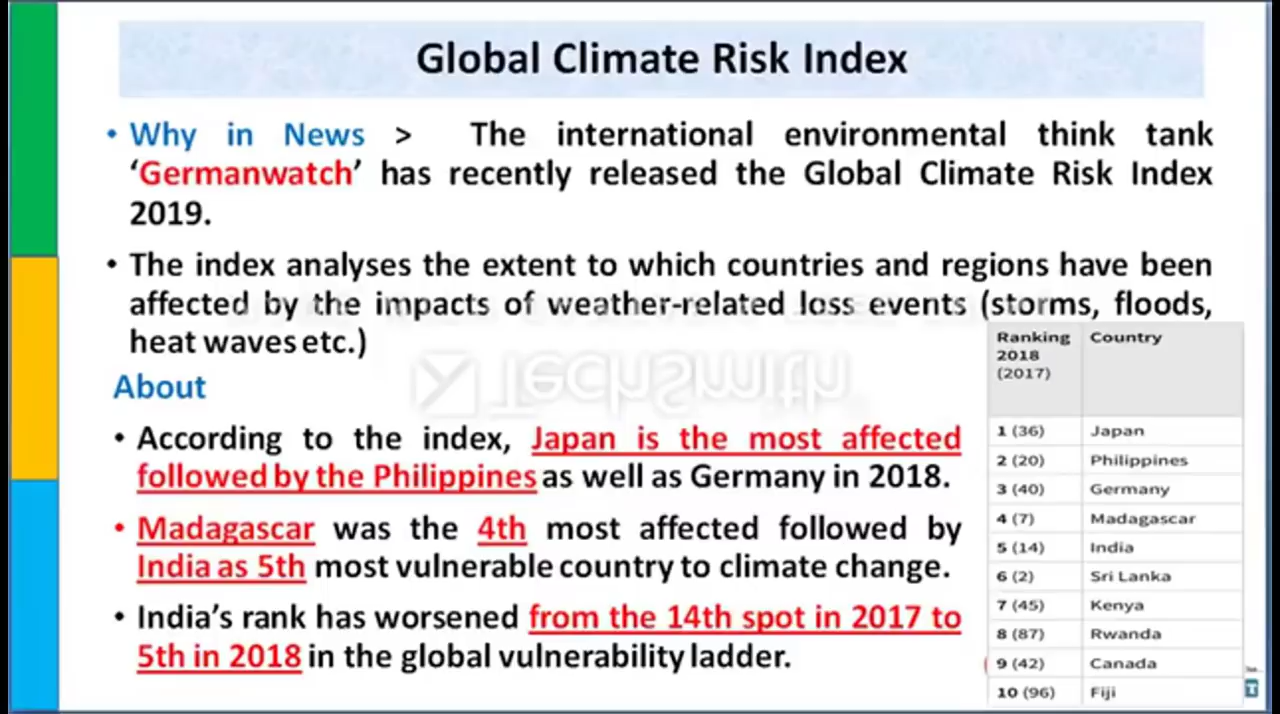 Global Climate Risk Index
• Why in News > The international environmental think tank
‘Germanwatch’ has recently released the Global Climate Risk Index
2019.
• The index analyses the extent to which countries and regions have been
affected by the impacts of weather-related loss events (storms, floods,
heat waves etc.)
About
• According to the index, Japan is the most affected
followed by the Philippines as well as Germany in 2018.
• Madagascar was the 4th most affected followed by
India as 5th most vulnerable country to climate change.
• India’s rank has worsened from the 14th spot in 2017 to
5th in 2018 in the global vulnerability ladder.
Ranking 2018 (2017) Country
1 (36) Japan
2 (20) Philippines
3 (40) Germany
4 (7) Madagascar
5 (14) India
6 (2) Sri Lanka
7 (45) Kenya
8 (87) Rwanda
9 (42) Canada
10 (96) Fiji
TechSmith